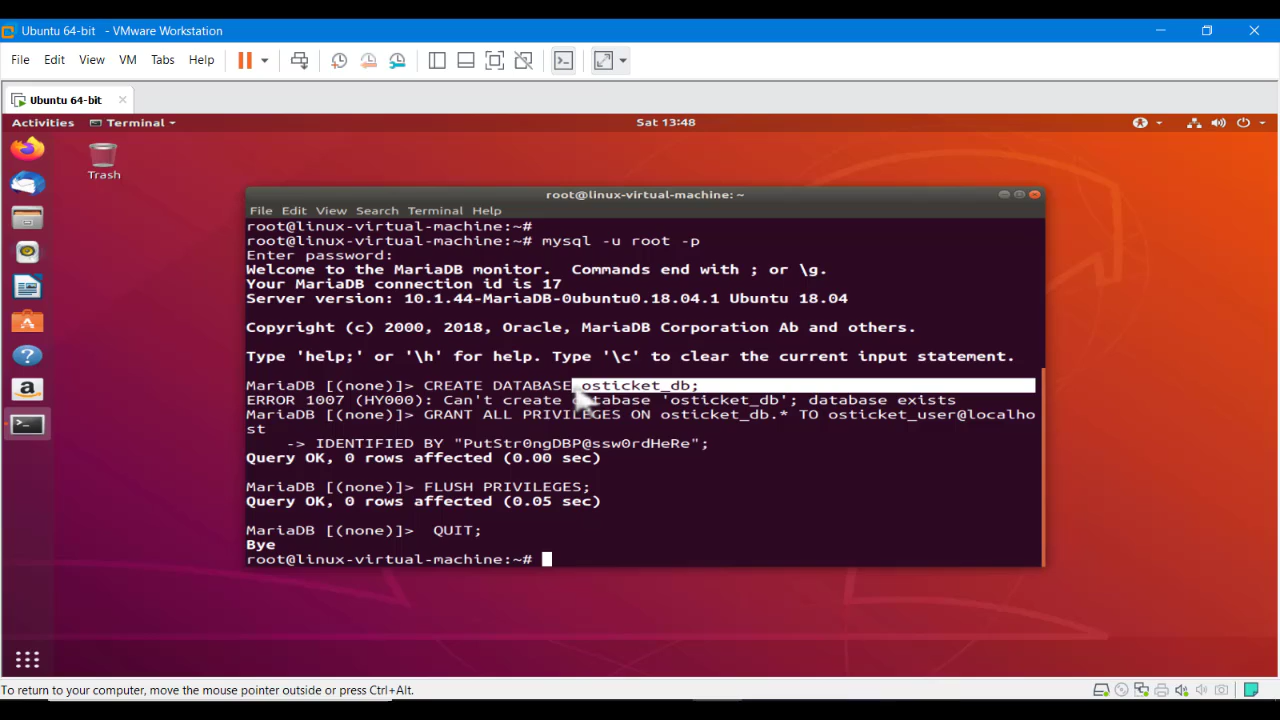 Ubuntu 64-bit - VMware Workstation
File Edit View VM Tabs Help
Ubuntu 64-bit
Activities Terminal Sat 13:48
Trash
root@linux-virtual-machine: ~
File Edit View Search Terminal Help
root@linux-virtual-machine:~#
root@linux-virtual-machine:~# mysql -u root -p
Enter password:
Welcome to the MariaDB monitor.  Commands end with ; or \g.
Your MariaDB connection id is 17
Server version: 10.1.44-MariaDB-0ubuntu0.18.04.1 Ubuntu 18.04
Copyright (c) 2000, 2018, Oracle, MariaDB Corporation Ab and others.
Type 'help;' or '\h' for help. Type '\c' to clear the current input statement.
MariaDB [(none)]> CREATE DATABASE osticket_db;
ERROR 1007 (HY000): Can't create database 'osticket_db'; database exists
MariaDB [(none)]> GRANT ALL PRIVILEGES ON osticket_db.* TO osticket_user@localho
st
-> IDENTIFIED BY "PutStr0ngDBP@ssw0rdHeRe";
Query OK, 0 rows affected (0.00 sec)
MariaDB [(none)]> FLUSH PRIVILEGES;
Query OK, 0 rows affected (0.05 sec)
MariaDB [(none)]>  QUIT;
Bye
root@linux-virtual-machine:~#
To return to your computer, move the mouse pointer outside or press Ctrl+Alt.